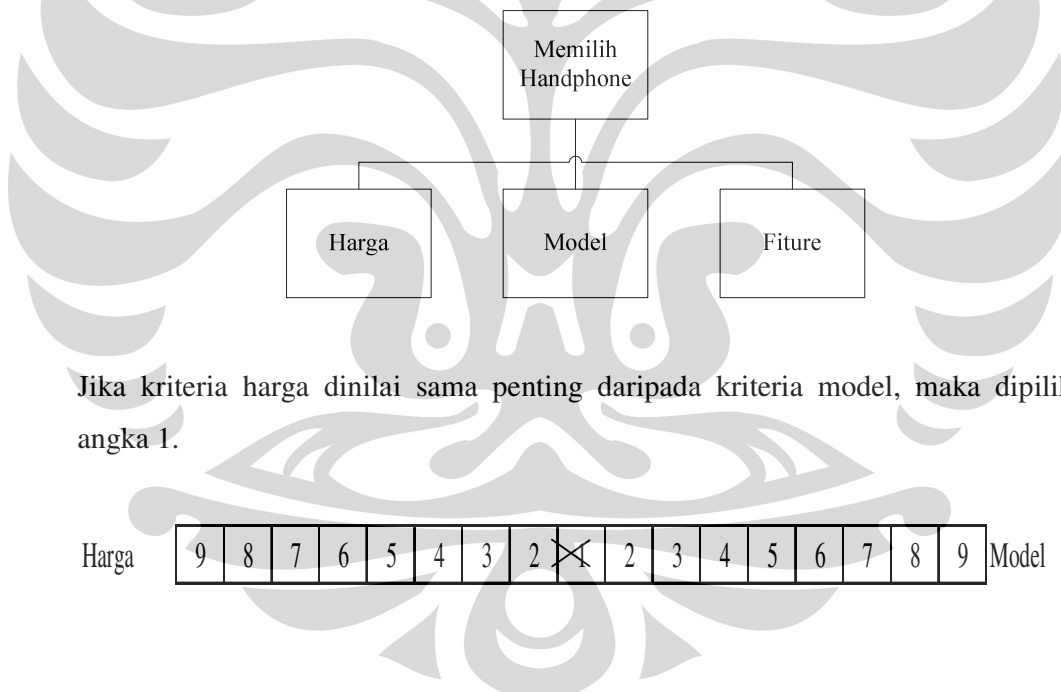 Memilih
Handphone
Harga Model Fiture
Jika kriteria harga dinilai sama penting daripada kriteria model, maka dipilih
angka 1.
Harga 9 8 7 6 5 4 3 2 1 2 3 4 5 6 7 8 9 Model